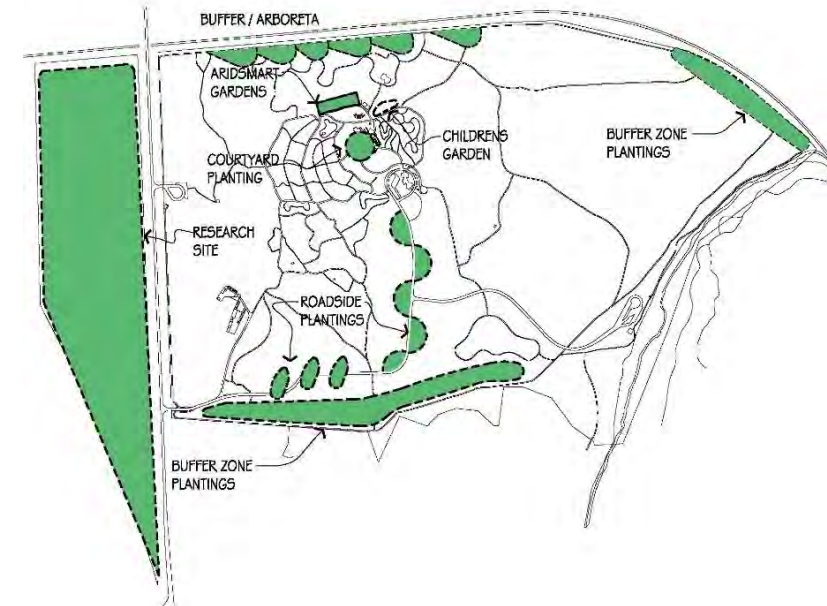 BUFFER / ARBORETA
ARIDSMART
GARDENS
COURTYARD
PLANTING
CHILDRENS
GARDEN
BUFFER ZONE
PLANTINGS
RESEARCH
SITE
ROADSIDE
PLANTINGS
BUFFER ZONE
PLANTINGS